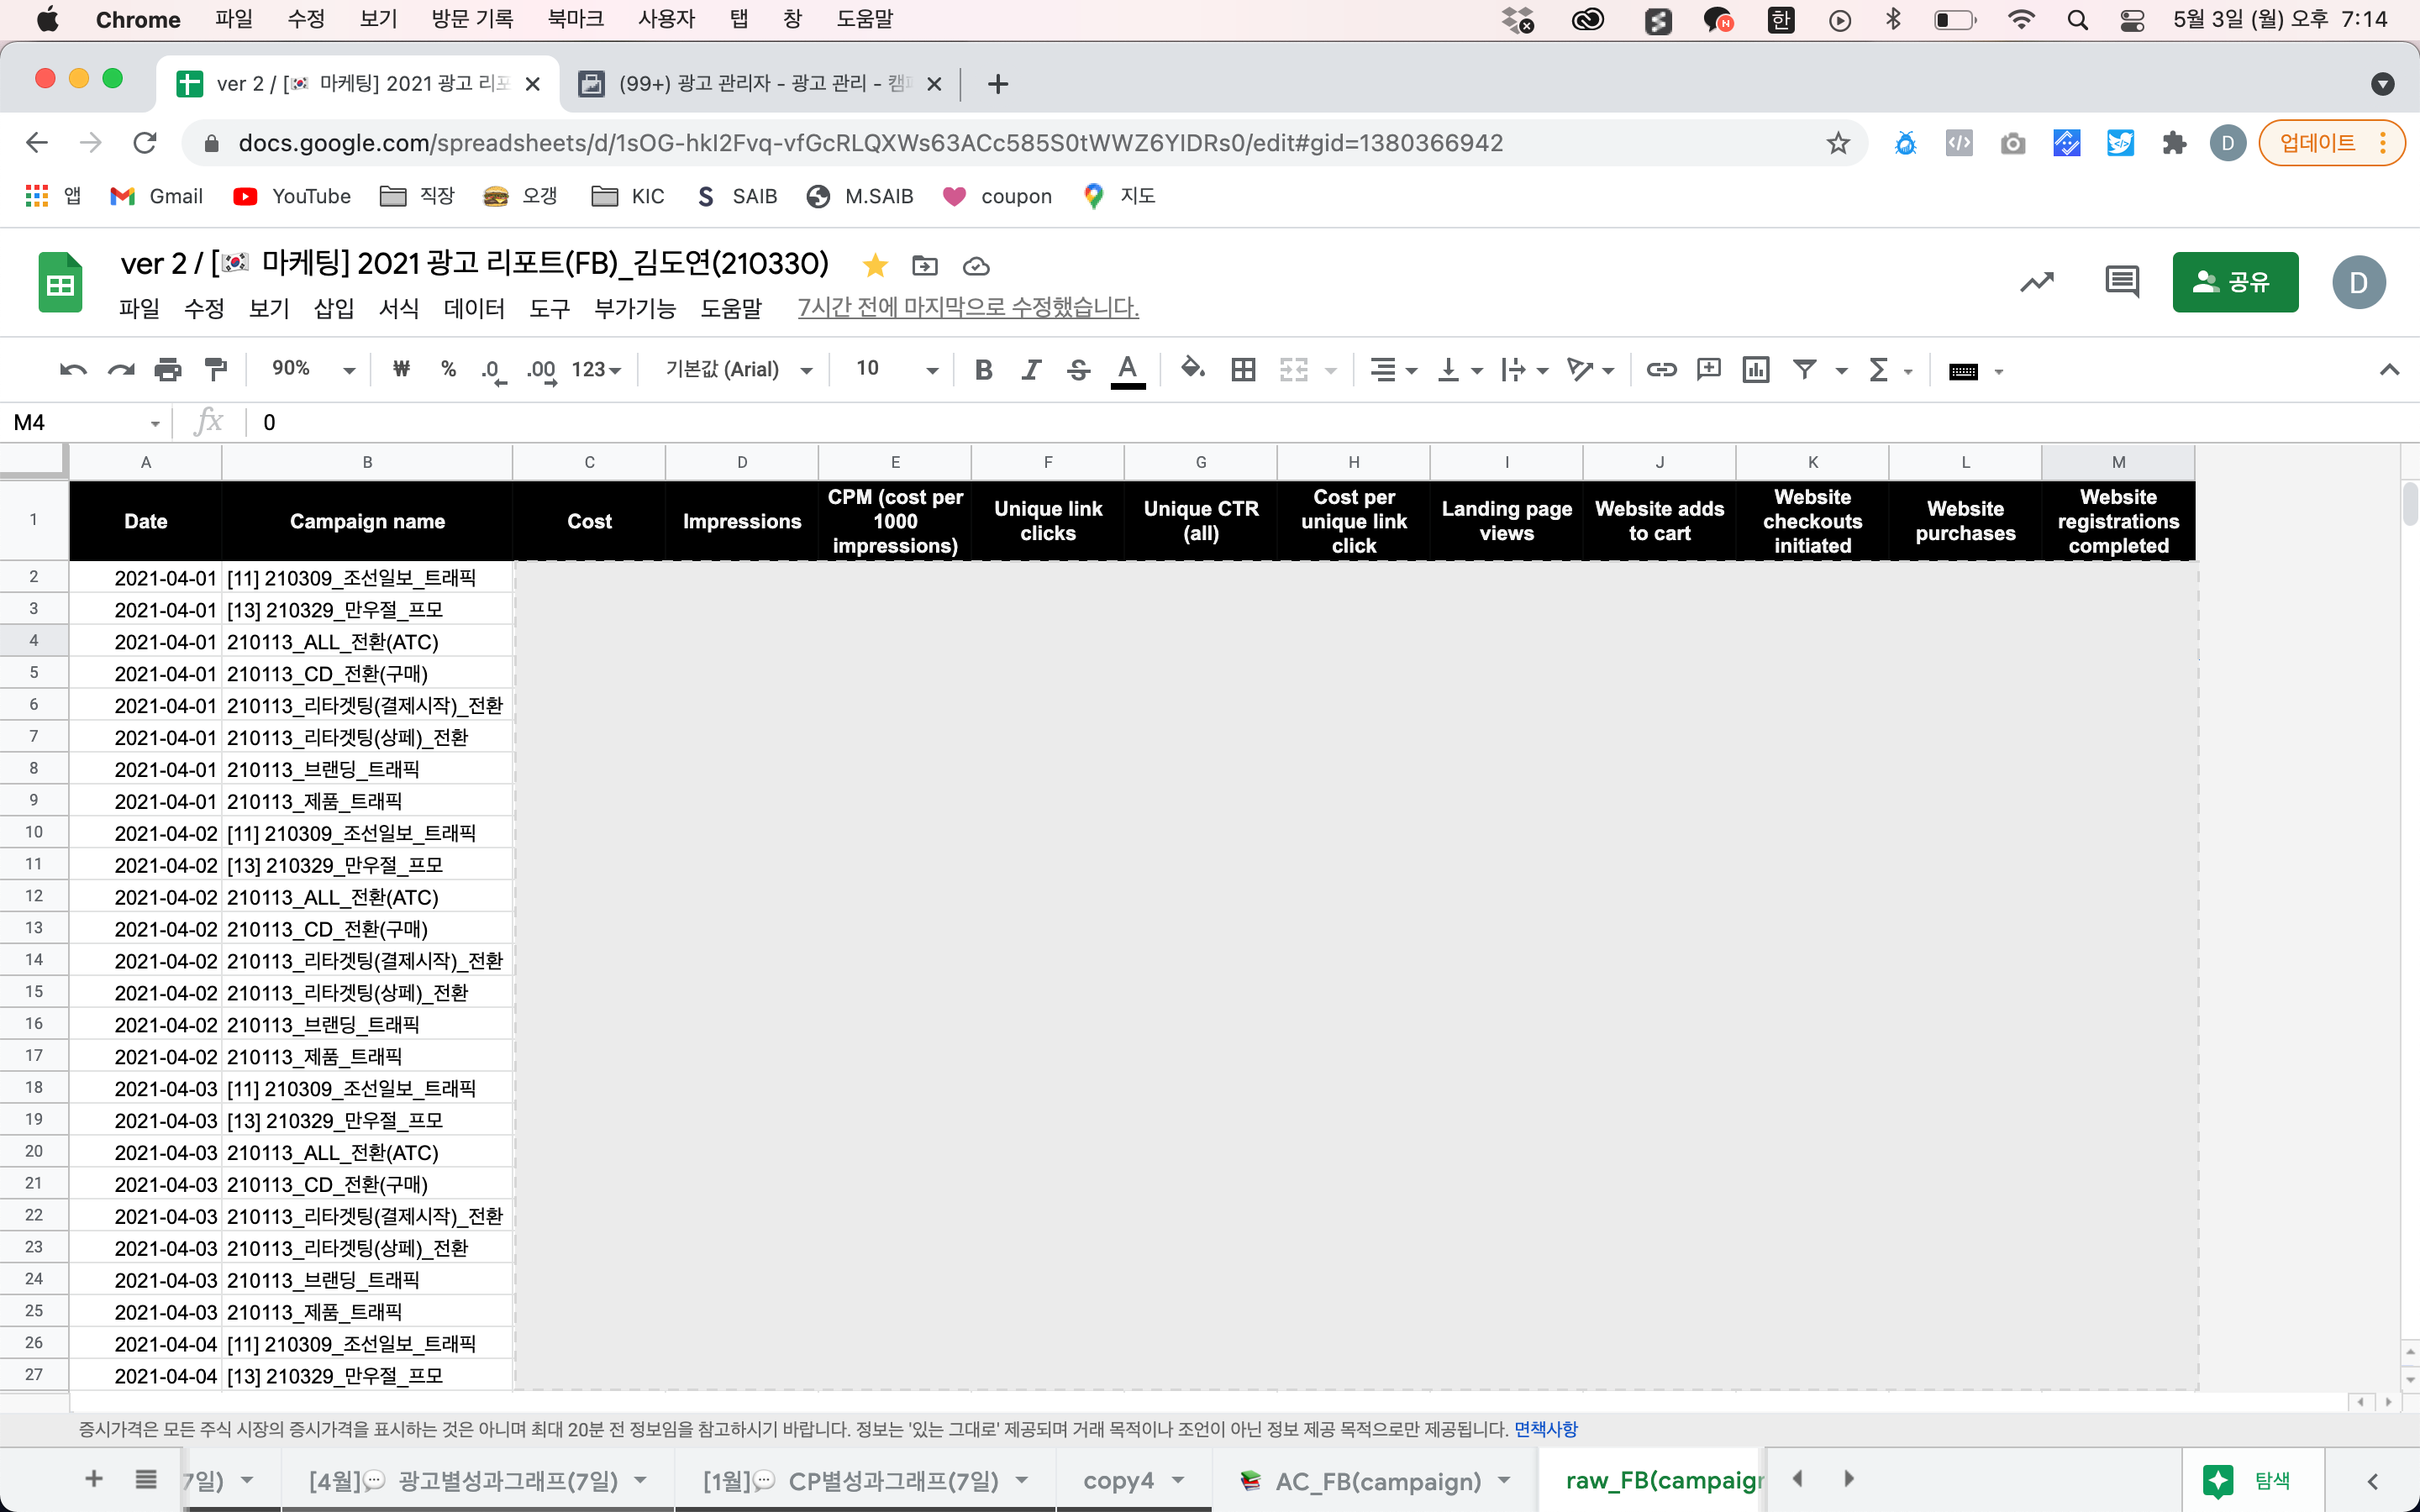 Chrome 파일 수정 보기 방문 기록 북마크 사용자 탭 창 도움말 한 5월 3일 (월) 오후 7:14
ver 2 / [🇰🇷 마케팅] 2021 광고 리포 (99+) 광고 관리자 - 광고 관리 - 캠
docs.google.com/spreadsheets/d/1sOG-hkI2Fvq-vfGcRLQXWs63ACc585S0tWWZ6YIDRs0/edit#gid=1380366942 D 업데이트
앱 Gmail YouTube 직장 오갱 KIC SAIB M.SAIB coupon 지도
ver 2 / [🇰🇷 마케팅] 2021 광고 리포트(FB)_김도연(210330)
파일 수정 보기 삽입 서식 데이터 도구 부가기능 도움말 7시간 전에 마지막으로 수정했습니다. 공유 D
90% ₩ % .0 .00 123 기본값 (Arial) 10 B I S A
M4 fx 0
A B C D E F G H I J K L M
1 Date Campaign name Cost Impressions CPM (cost per 1000 impressions) Unique link clicks Unique CTR (all) Cost per unique link click Landing page views Website adds to cart Website checkouts initiated Website purchases Website registrations completed
2 2021-04-01 [11] 210309_조선일보_트래픽
3 2021-04-01 [13] 210329_만우절_프모
4 2021-04-01 210113_ALL_전환(ATC)
5 2021-04-01 210113_CD_전환(구매)
6 2021-04-01 210113_리타겟팅(결제시작)_전환
7 2021-04-01 210113_리타겟팅(상페)_전환
8 2021-04-01 210113_브랜딩_트래픽
9 2021-04-01 210113_제품_트래픽
10 2021-04-02 [11] 210309_조선일보_트래픽
11 2021-04-02 [13] 210329_만우절_프모
12 2021-04-02 210113_ALL_전환(ATC)
13 2021-04-02 210113_CD_전환(구매)
14 2021-04-02 210113_리타겟팅(결제시작)_전환
15 2021-04-02 210113_리타겟팅(상페)_전환
16 2021-04-02 210113_브랜딩_트래픽
17 2021-04-02 210113_제품_트래픽
18 2021-04-03 [11] 210309_조선일보_트래픽
19 2021-04-03 [13] 210329_만우절_프모
20 2021-04-03 210113_ALL_전환(ATC)
21 2021-04-03 210113_CD_전환(구매)
22 2021-04-03 210113_리타겟팅(결제시작)_전환
23 2021-04-03 210113_리타겟팅(상페)_전환
24 2021-04-03 210113_브랜딩_트래픽
25 2021-04-03 210113_제품_트래픽
26 2021-04-04 [11] 210309_조선일보_트래픽
27 2021-04-04 [13] 210329_만우절_프모
증시가격은 모든 주식 시장의 증시가격을 표시하는 것은 아니며 최대 20분 전 정보임을 참고하시기 바랍니다. 정보는 '있는 그대로' 제공되며 거래 목적이나 조언이 아닌 정보 제공 목적으로만 제공됩니다. 면책사항
7일) [4월]💬 광고별성과그래프(7일) [1월]💬 CP별성과그래프(7일) copy4 📚 AC_FB(campaign) raw_FB(campaign 탐색